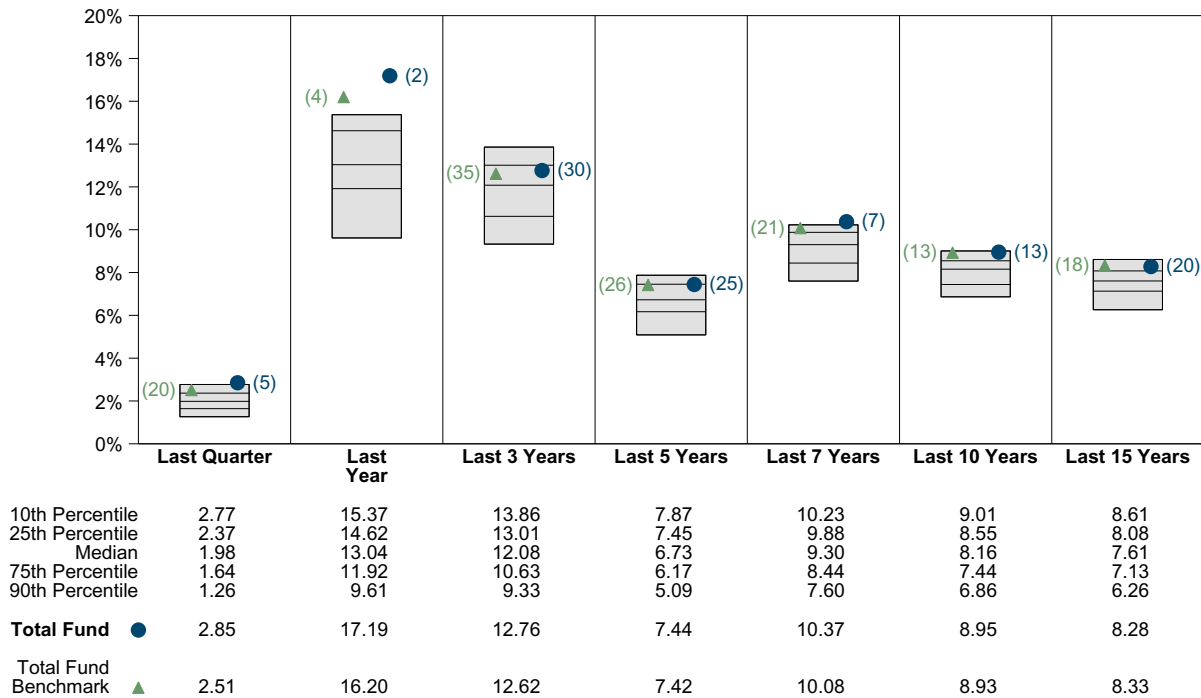 20%
18%
16%
14%
12%
10%
8%
6%
4%
2%
0%
(20) (5)
(4) (2)
(35) (30)
(26) (25)
(21) (7)
(13) (13)
(18) (20)
Last Quarter Last Year Last 3 Years Last 5 Years Last 7 Years Last 10 Years Last 15 Years
10th Percentile 2.77 15.37 13.86 7.87 10.23 9.01 8.61
25th Percentile 2.37 14.62 13.01 7.45 9.88 8.55 8.08
Median 1.98 13.04 12.08 6.73 9.30 8.16 7.61
75th Percentile 1.64 11.92 10.63 6.17 8.44 7.44 7.13
90th Percentile 1.26 9.61 9.33 5.09 7.60 6.86 6.26
Total Fund 2.85 17.19 12.76 7.44 10.37 8.95 8.28
Total Fund
Benchmark 2.51 16.20 12.62 7.42 10.08 8.93 8.33